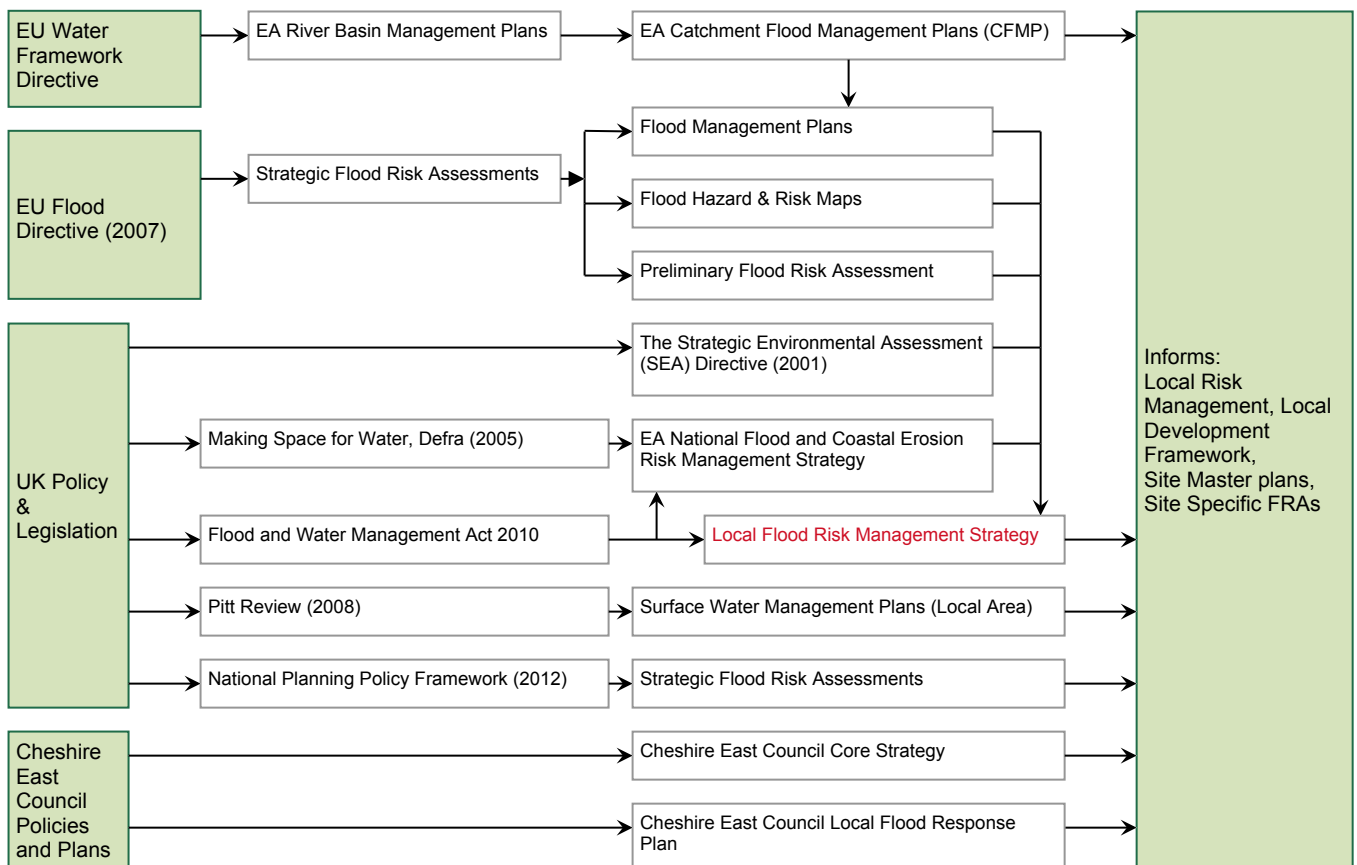 EU Water
Framework
Directive
EA River Basin Management Plans
EA Catchment Flood Management Plans (CFMP)
EU Flood
Directive (2007)
Strategic Flood Risk Assessments
Flood Management Plans
Flood Hazard & Risk Maps
Preliminary Flood Risk Assessment
UK Policy
&
Legislation
The Strategic Environmental Assessment
(SEA) Directive (2001)
Making Space for Water, Defra (2005)
EA National Flood and Coastal Erosion
Risk Management Strategy
Flood and Water Management Act 2010
Local Flood Risk Management Strategy
Pitt Review (2008)
Surface Water Management Plans (Local Area)
National Planning Policy Framework (2012)
Strategic Flood Risk Assessments
Cheshire
East
Council
Policies
and Plans
Cheshire East Council Core Strategy
Cheshire East Council Local Flood Response
Plan
Informs:
Local Risk
Management, Local
Development
Framework,
Site Master plans,
Site Specific FRAs